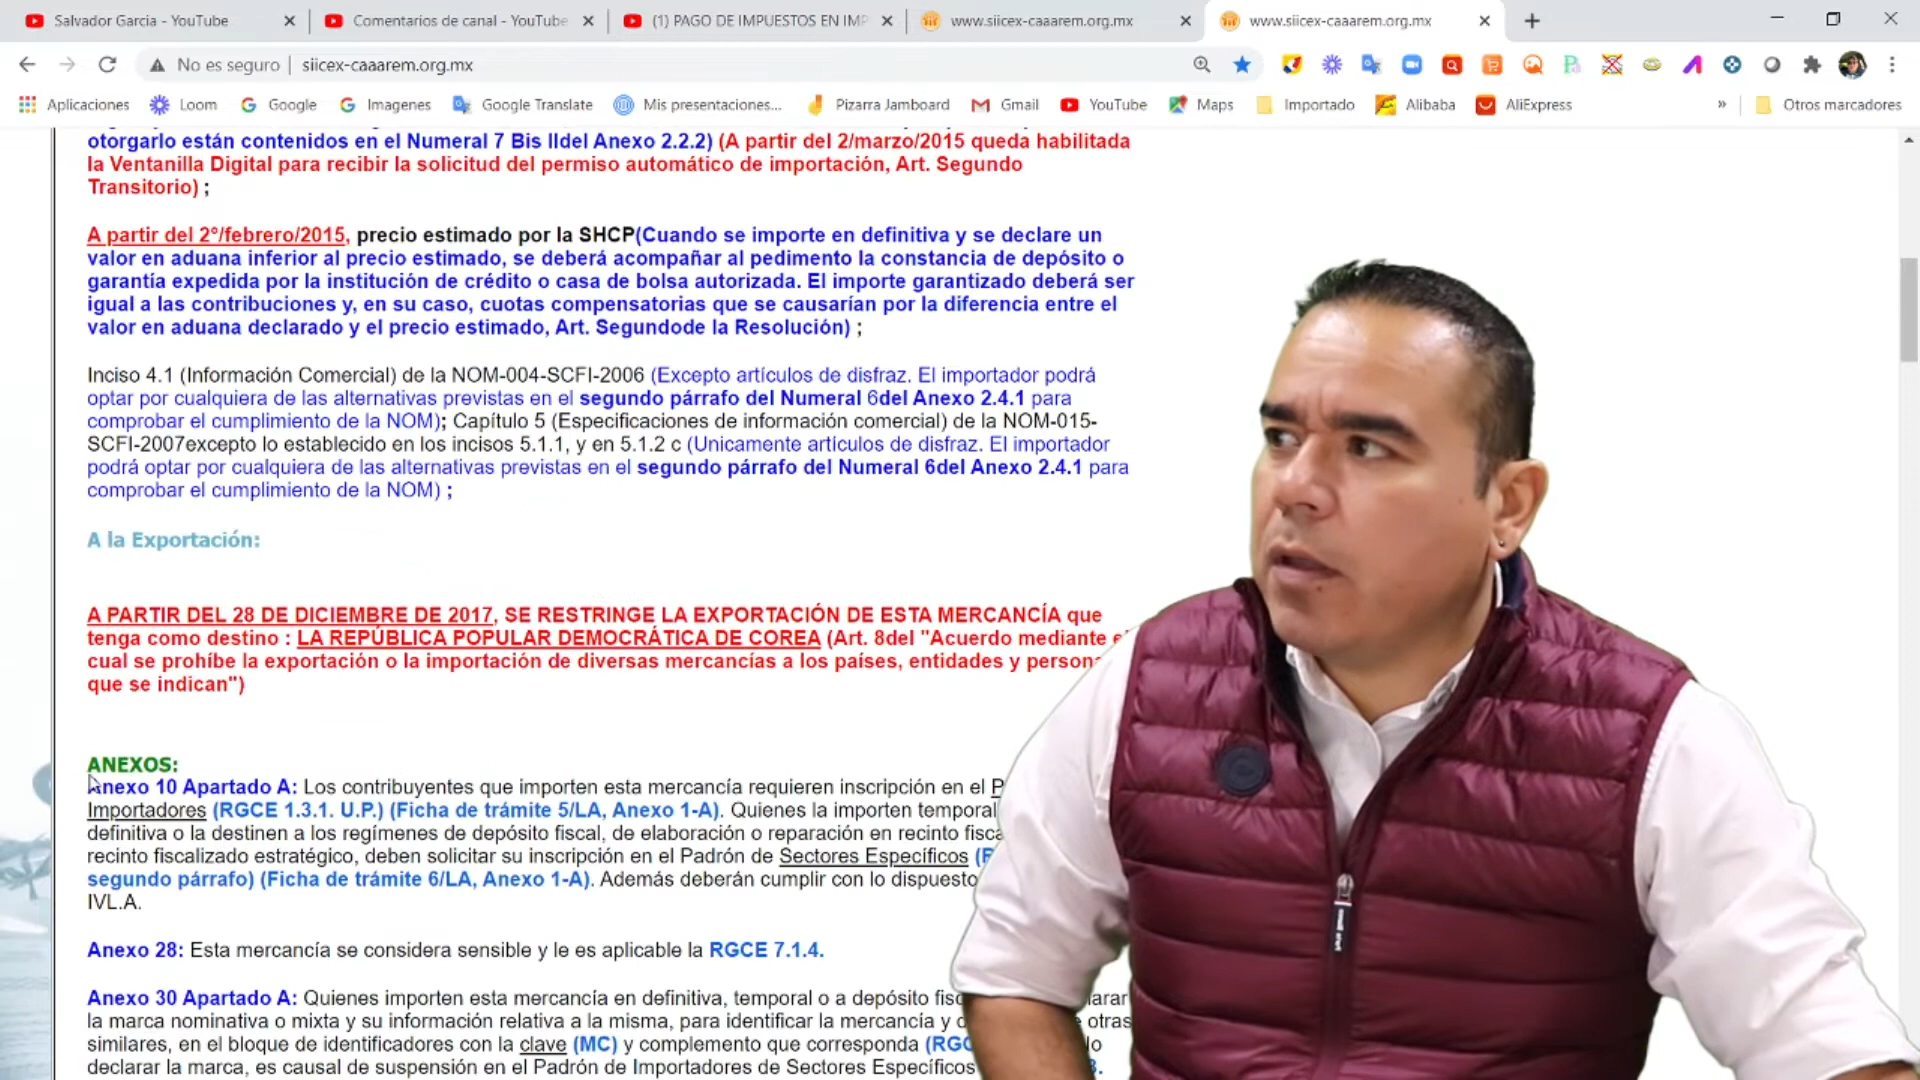 Salvador Garcia - YouTube
Comentarios de canal - YouTube
(1) PAGO DE IMPUESTOS EN IMP
www.siicex-caaarem.org.mx
www.siicex-caaarem.org.mx
No es seguro
siicex-caaarem.org.mx
Aplicaciones
Loom
Google
Imagenes
Google Translate
Mis presentaciones...
Pizarra Jamboard
Gmail
YouTube
Maps
Importado
Alibaba
AliExpress
»
Otros marcadores
otorgarlo están contenidos en el Numeral 7 Bis IIdel Anexo 2.2.2) (A partir del 2/marzo/2015 queda habilitada
la Ventanilla Digital para recibir la solicitud del permiso automático de importación, Art. Segundo
Transitorio) ;
A partir del 2°/febrero/2015, precio estimado por la SHCP(Cuando se importe en definitiva y se declare un
valor en aduana inferior al precio estimado, se deberá acompañar al pedimento la constancia de depósito o
garantía expedida por la institución de crédito o casa de bolsa autorizada. El importe garantizado deberá ser
igual a las contribuciones y, en su caso, cuotas compensatorias que se causarían por la diferencia entre el
valor en aduana declarado y el precio estimado, Art. Segundode la Resolución) ;
Inciso 4.1 (Información Comercial) de la NOM-004-SCFI-2006 (Excepto artículos de disfraz. El importador podrá
optar por cualquiera de las alternativas previstas en el segundo párrafo del Numeral 6del Anexo 2.4.1 para
comprobar el cumplimiento de la NOM); Capítulo 5 (Especificaciones de información comercial) de la NOM-015-
SCFI-2007excepto lo establecido en los incisos 5.1.1, y en 5.1.2 c (Unicamente artículos de disfraz. El importador
podrá optar por cualquiera de las alternativas previstas en el segundo párrafo del Numeral 6del Anexo 2.4.1 para
comprobar el cumplimiento de la NOM) ;
A la Exportación:
A PARTIR DEL 28 DE DICIEMBRE DE 2017, SE RESTRINGE LA EXPORTACIÓN DE ESTA MERCANCÍA que
tenga como destino : LA REPÚBLICA POPULAR DEMOCRÁTICA DE COREA (Art. 8del "Acuerdo mediante
cual se prohíbe la exportación o la importación de diversas mercancías a los países, entidades y persona
que se indican")
ANEXOS:
Anexo 10 Apartado A: Los contribuyentes que importen esta mercancía requieren inscripción en el P
Importadores (RGCE 1.3.1. U.P.) (Ficha de trámite 5/LA, Anexo 1-A). Quienes la importen temporal
definitiva o la destinen a los regímenes de depósito fiscal, de elaboración o reparación en recinto fisca
recinto fiscalizado estratégico, deben solicitar su inscripción en el Padrón de Sectores Específicos
segundo párrafo) (Ficha de trámite 6/LA, Anexo 1-A). Además deberán cumplir con lo dispuesto
IVL.A.
Anexo 28: Esta mercancía se considera sensible y le es aplicable la RGCE 7.1.4.
Anexo 30 Apartado A: Quienes importen esta mercancía en definitiva, temporal o a depósito fisc larar
la marca nominativa o mixta y su información relativa a la misma, para identificar la mercancía y otras
similares, en el bloque de identificadores con la clave (MC) y complemento que corresponda (RGC lo
declarar la marca, es causal de suspensión en el Padrón de Importadores de Sectores Específicos